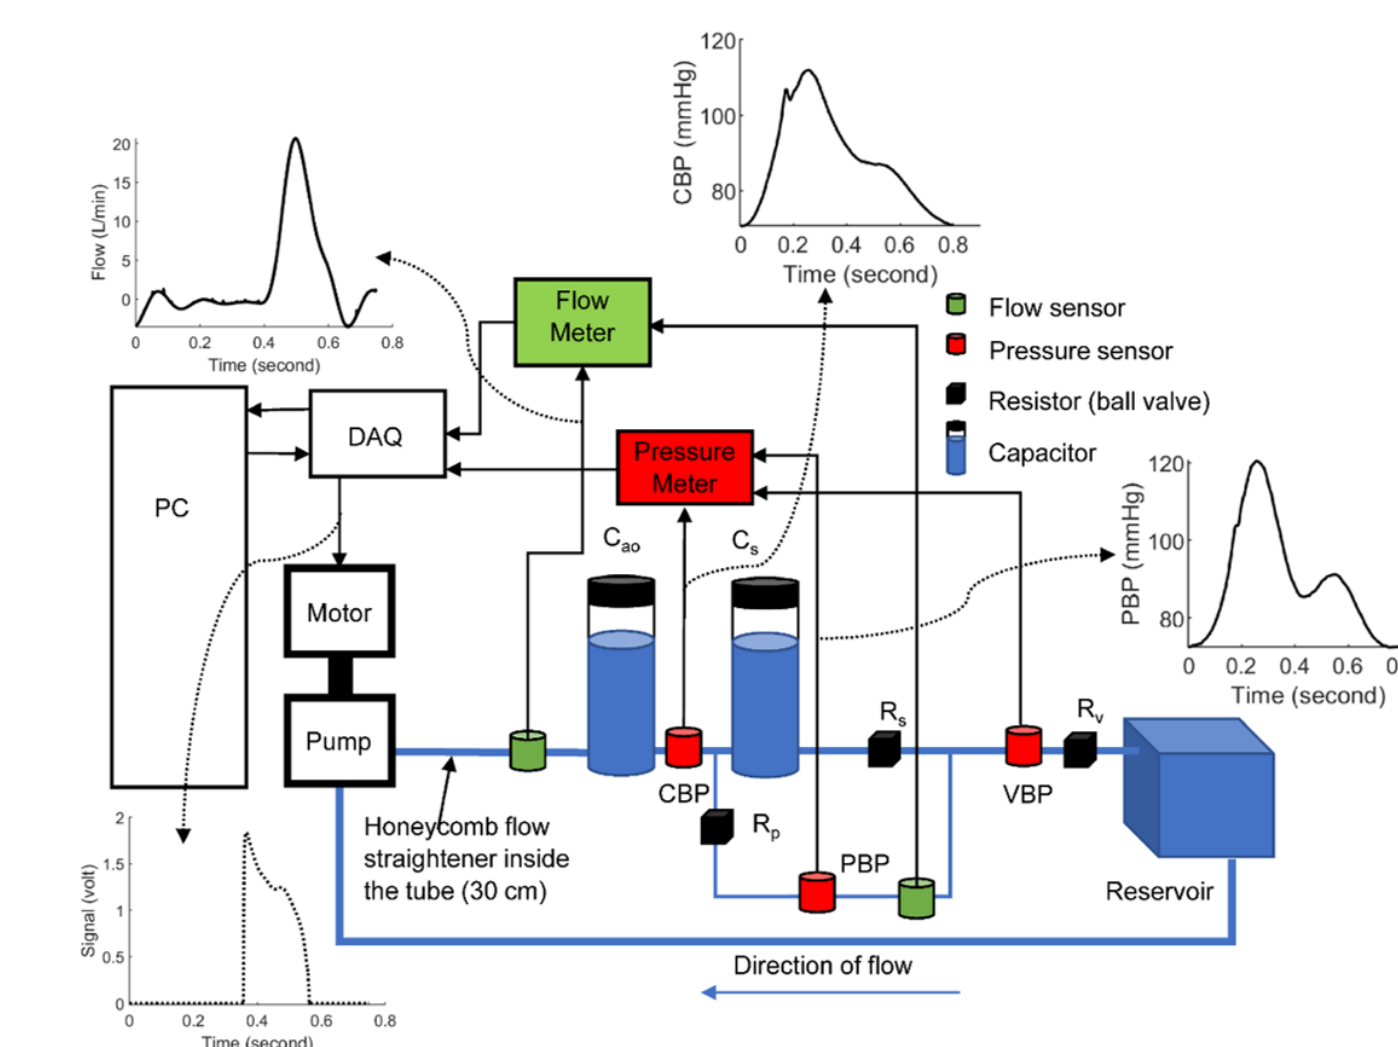 120
100
80
CBP (mmHg)
0 0.2 0.4 0.6 0.8
Time (second)
20
15
10
5
0
Flow (L/min)
0 0.2 0.4 0.6 0.8
Time (second)
Flow
Meter
Flow sensor
Pressure sensor
Resistor (ball valve)
Capacitor
PC
DAQ
Pressure
Meter
120
100
80
PBP (mmHg)
0 0.2 0.4 0.6
Time (second)
Cao
Cs
Motor
Pump
Rs
Rv
CBP
VBP
Rp
PBP
Honeycomb flow
straightener inside
the tube (30 cm)
Reservoir
Direction of flow
2
1.5
1
0.5
0
Signal (volt)
0 0.2 0.4 0.6 0.8
Time (second)